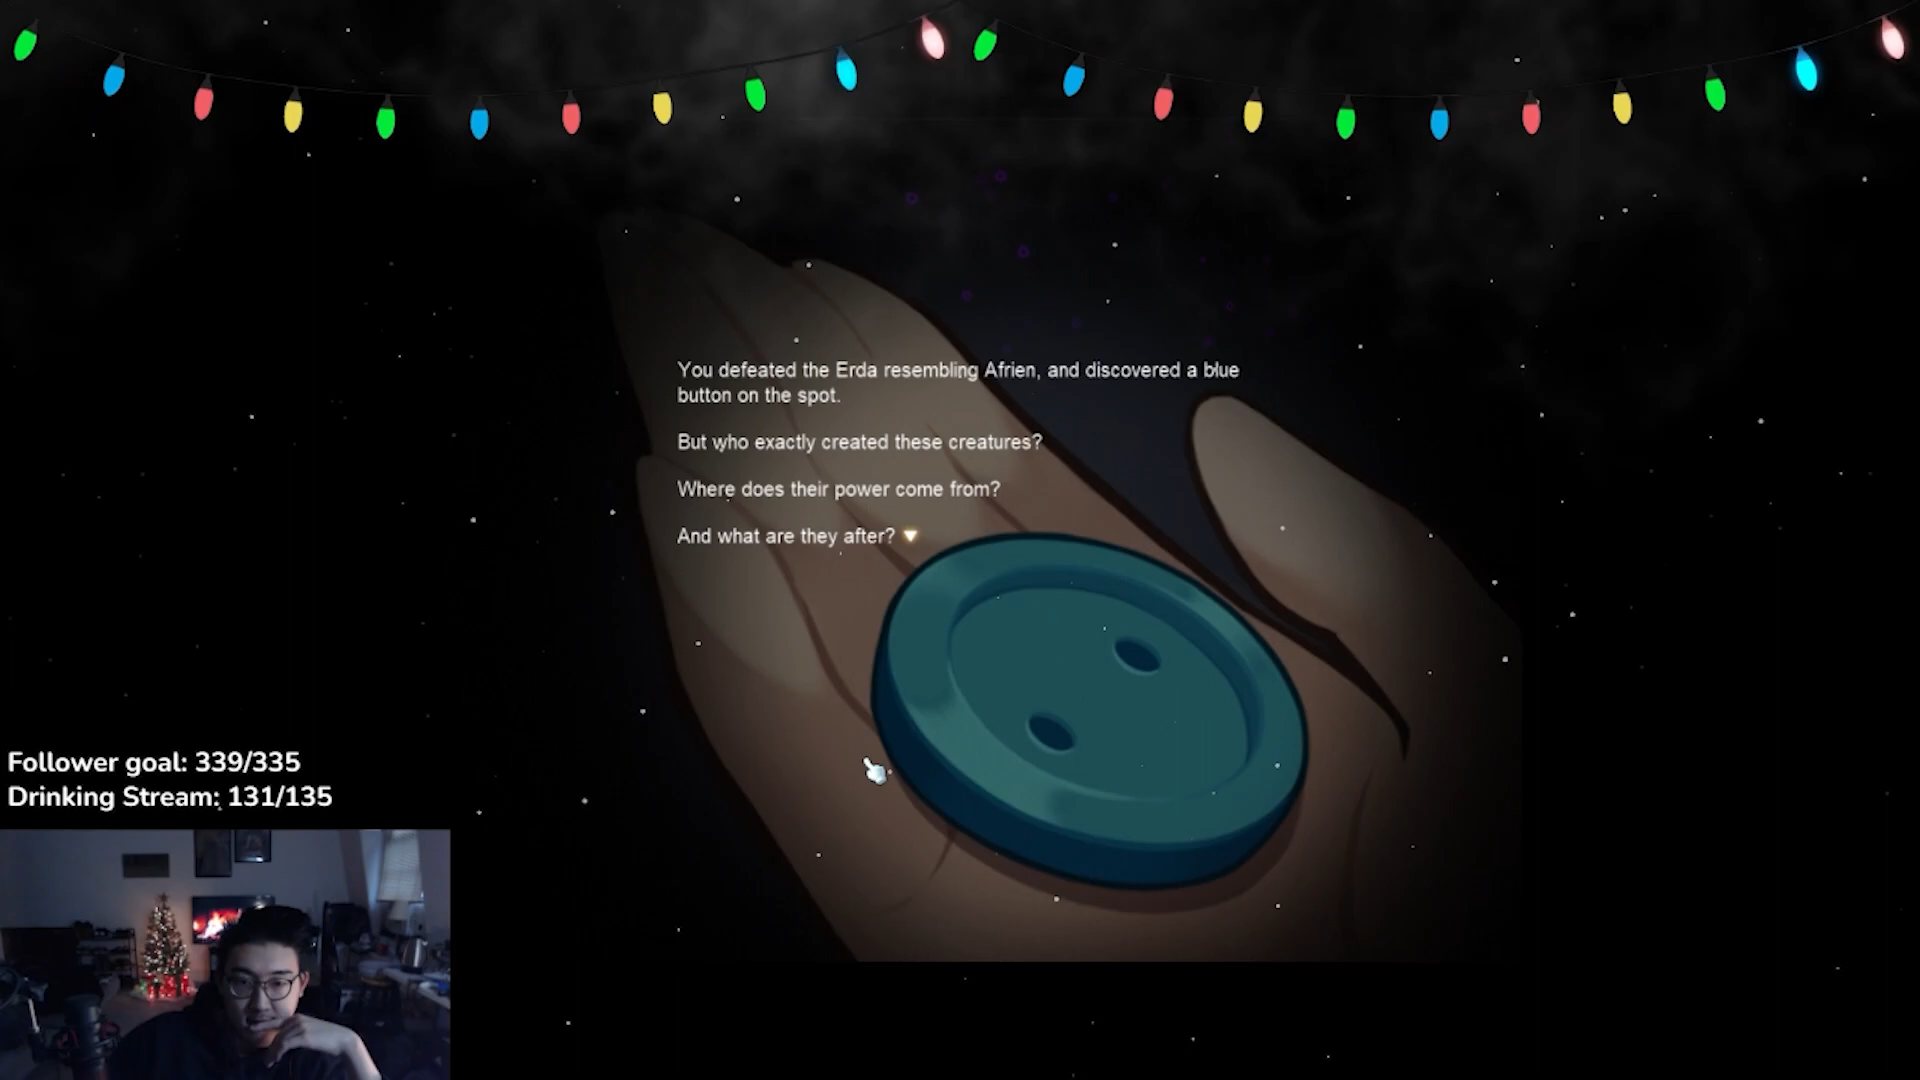 You defeated the Erda resembling Afrien, and discovered a blue
button on the spot.
But who exactly created these creatures?
Where does their power come from?
And what are they after?
Follower goal: 339/335
Drinking Stream: 131/135